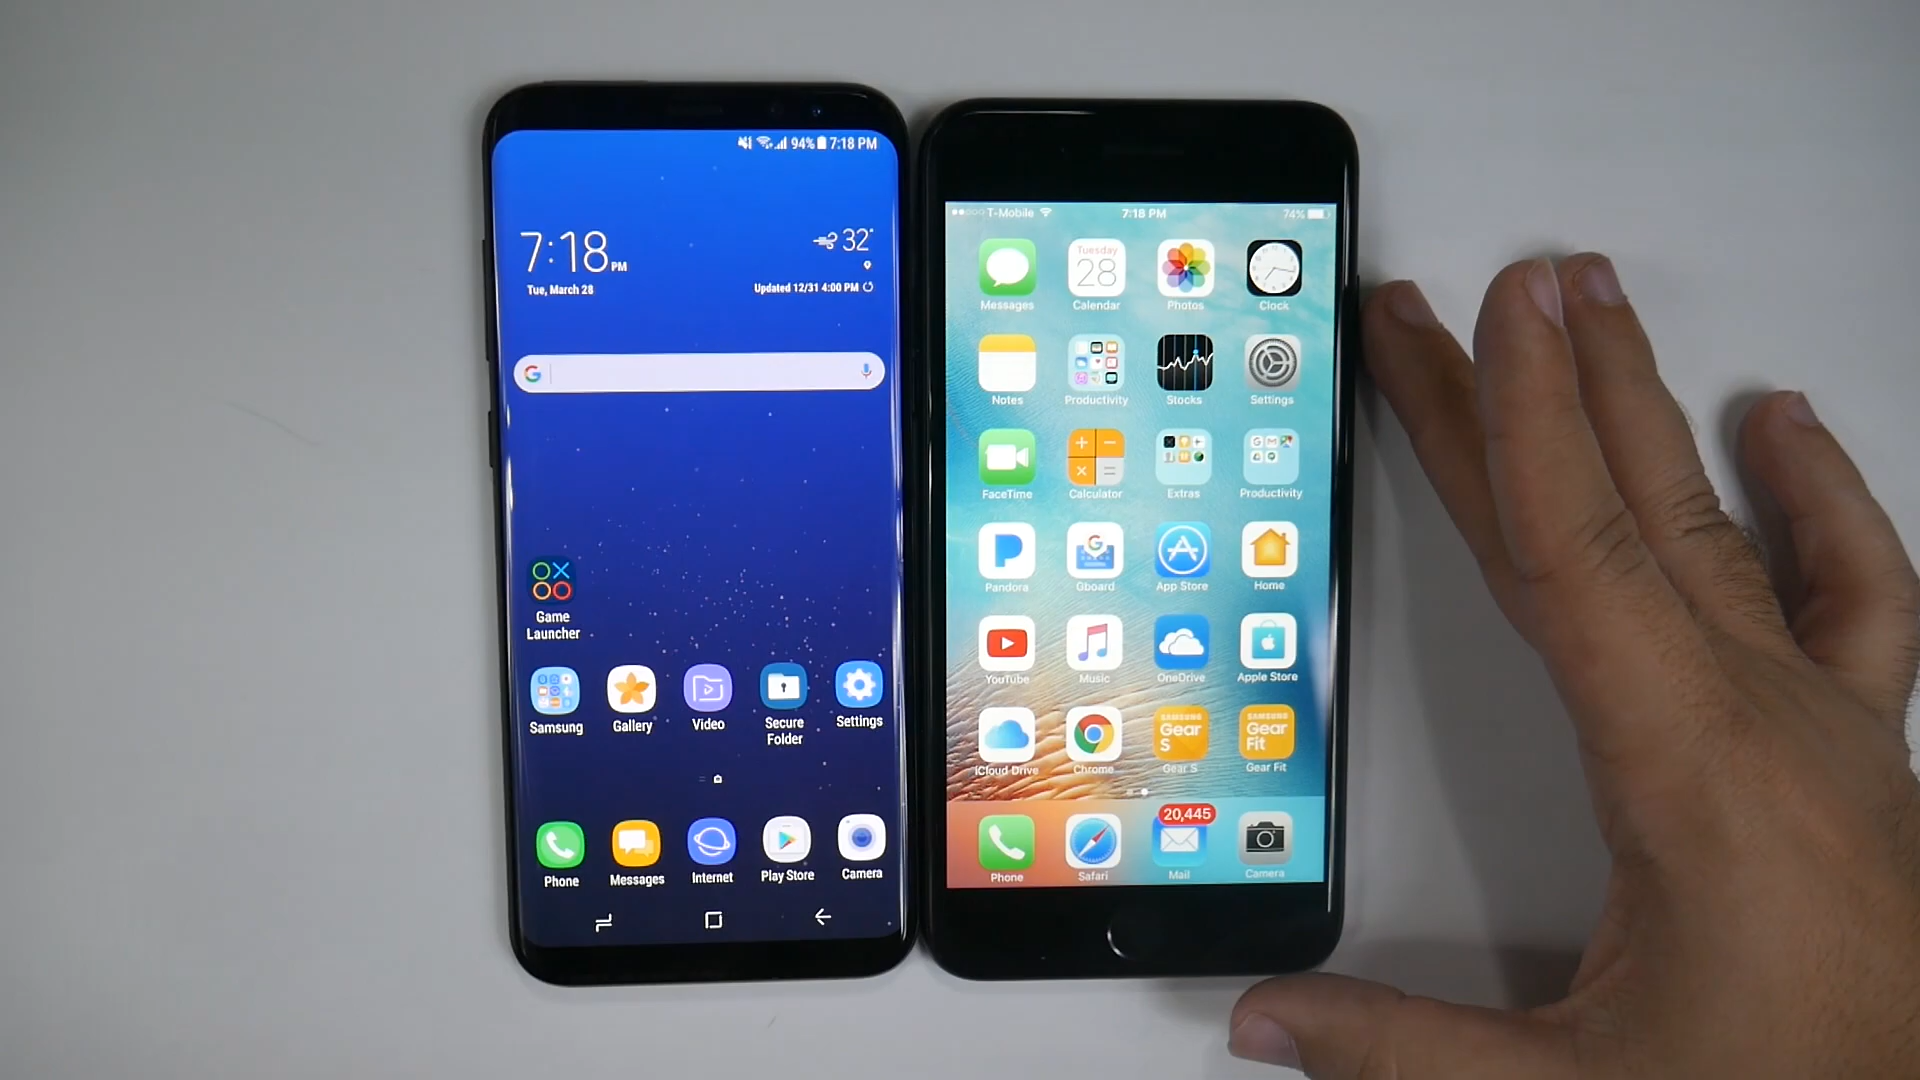 94% 7:18 PM
7:18 PM
32°
Tue, March 28
Updated 12/31 4:00 PM
G
Game
Launcher
Samsung
Gallery
Video
Secure
Folder
Settings
Phone
Messages
Internet
Play Store
Camera
T-Mobile
7:18 PM
74%
Tuesday
28
Messages
Calendar
Photos
Clock
Notes
Productivity
Stocks
Settings
FaceTime
Calculator
Extras
Productivity
Pandora
Gboard
App Store
Home
YouTube
Music
OneDrive
Apple Store
SAMSUNG
Gear
S
SAMSUNG
Gear
Fit
iCloud Drive
Chrome
Gear S
Gear Fit
20,445
Phone
Safari
Mail
Camera